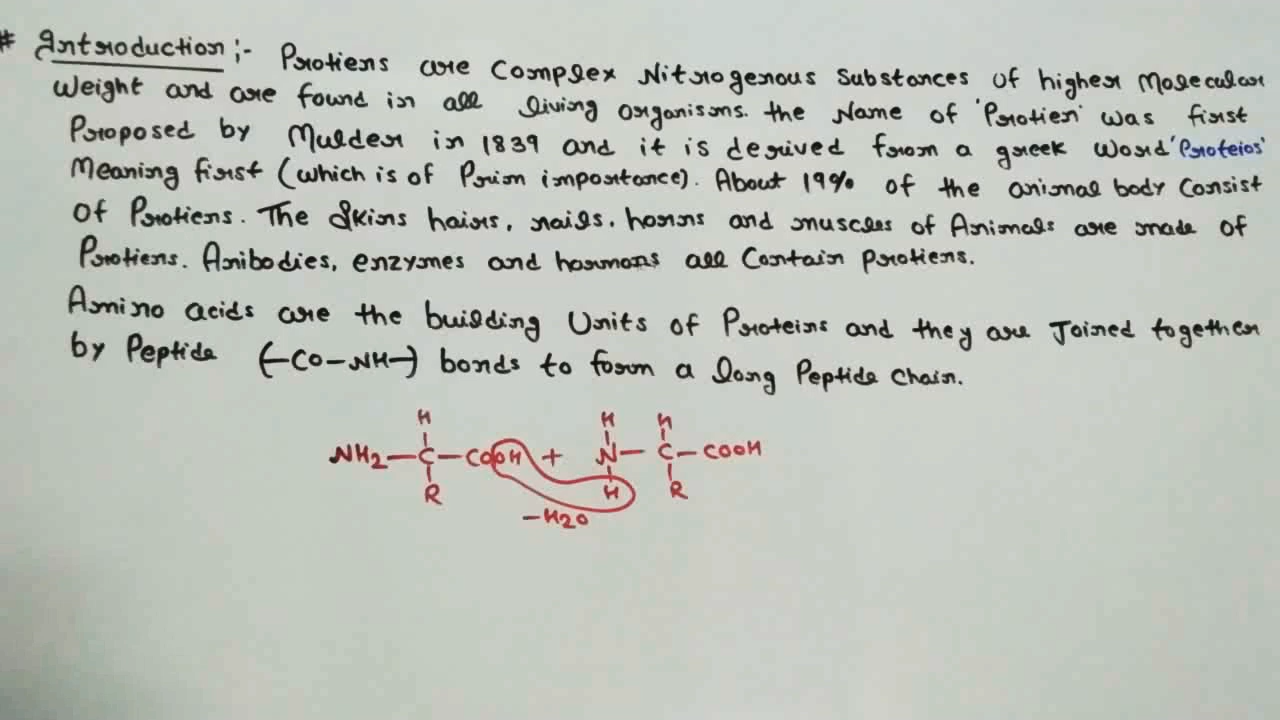 # Introduction :- Protiens are Complex Nitrogenous Substances of higher Molecular
Weight and are found in all living organisms. the Name of 'Protien' was first
Proposed by Mulder in 1839 and it is derived from a greek word 'Proteios'
Meaning first (which is of Prim importance). About 19% of the animal body Consist
of Protiens. The Skins hairs, nails, horns and muscles of Animals are made of
Protiens. Anibodies, enzymes and harmons all Contain protiens.
Amino acids are the building Units of Proteins and they are Joined together
by Peptide (-CO-NH-) bonds to form a long Peptide Chain.
H H H
NH2-C-COOH + N-C-COOH
R H R
-H2O